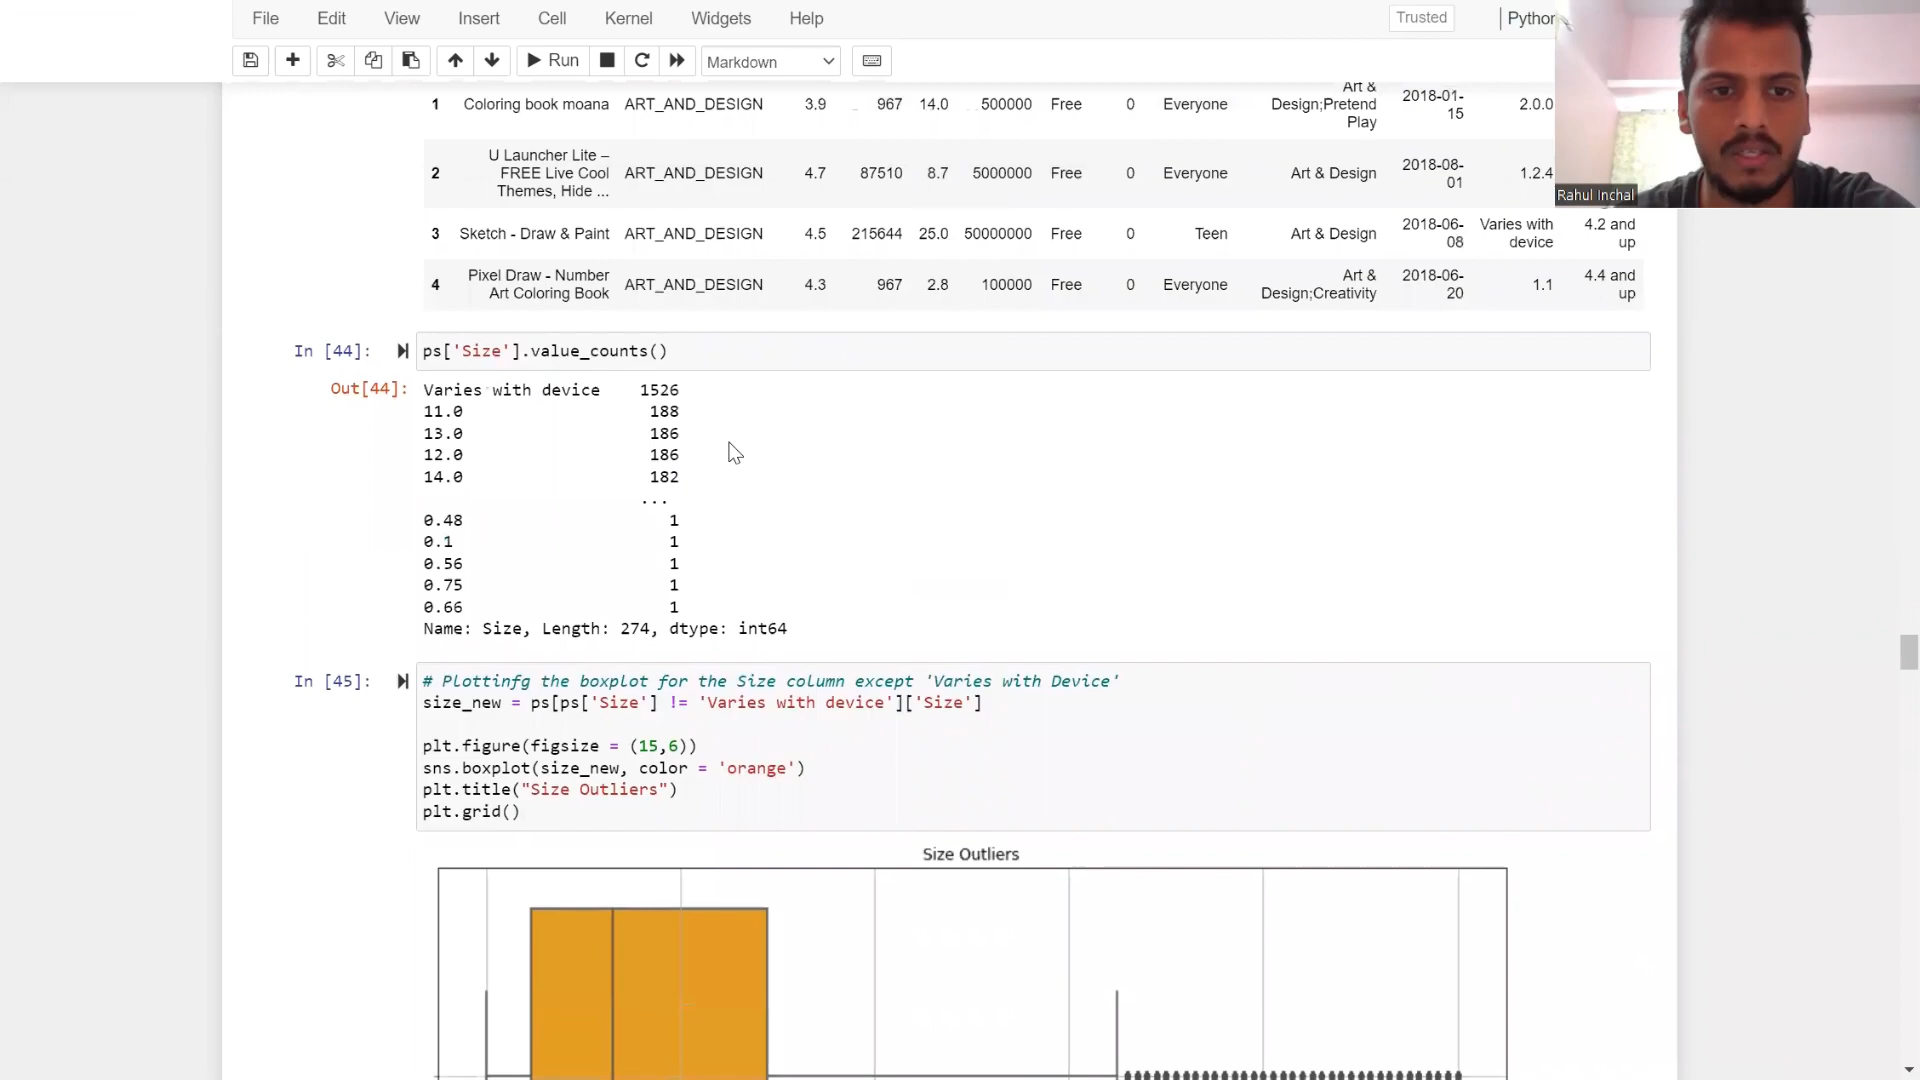 File Edit View Insert Cell Kernel Widgets Help Trusted Python
Run Markdown
1 Coloring book moana ART_AND_DESIGN 3.9 967 14.0 500000 Free 0 Everyone Art & Design;Pretend Play 2018-01-15 2.0.0
2 U Launcher Lite – FREE Live Cool Themes, Hide ... ART_AND_DESIGN 4.7 87510 8.7 5000000 Free 0 Everyone Art & Design 2018-08-01 1.2.4
Rahul Inchal
3 Sketch - Draw & Paint ART_AND_DESIGN 4.5 215644 25.0 50000000 Free 0 Teen Art & Design 2018-06-08 Varies with device 4.2 and up
4 Pixel Draw - Number Art Coloring Book ART_AND_DESIGN 4.3 967 2.8 100000 Free 0 Everyone Art & Design;Creativity 2018-06-20 1.1 4.4 and up
In [44]: ps['Size'].value_counts()
Out[44]: Varies with device 1526
11.0 188
13.0 186
12.0 186
14.0 182
...
0.48 1
0.1 1
0.56 1
0.75 1
0.66 1
Name: Size, Length: 274, dtype: int64
In [45]: # Plottinfg the boxplot for the Size column except 'Varies with Device'
size_new = ps[ps['Size'] != 'Varies with device']['Size']
plt.figure(figsize = (15,6))
sns.boxplot(size_new, color = 'orange')
plt.title("Size Outliers")
plt.grid()
Size Outliers